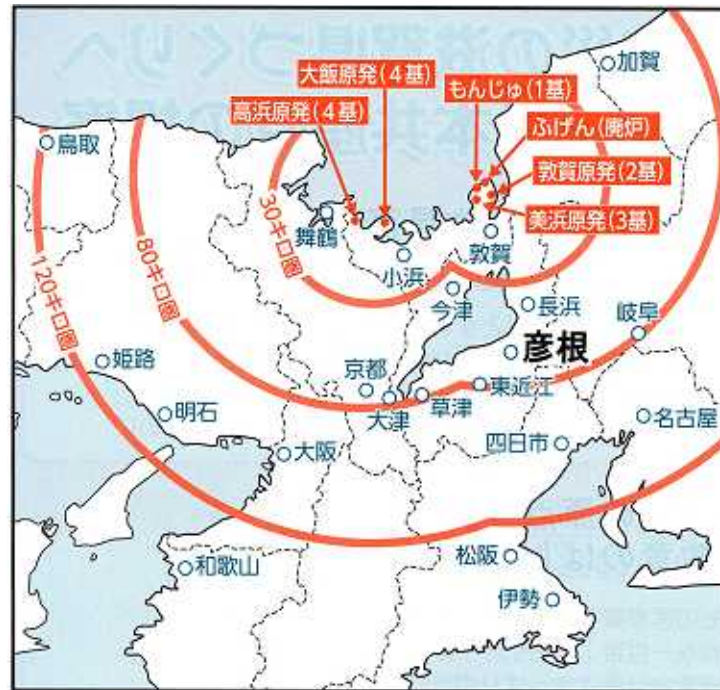 加賀
もんじゅ(1基)
大飯原発(4基)
高浜原発(4基)
ふげん(廃炉)
鳥取
敦賀原発(2基)
美浜原発(3基)
30キロ圏
舞鶴
敦賀
小浜
80キロ圏
今津
長浜
120キロ圏
岐阜
彦根
姫路
京都
東近江
大津
草津
明石
名古屋
四日市
大阪
松阪
和歌山
伊勢